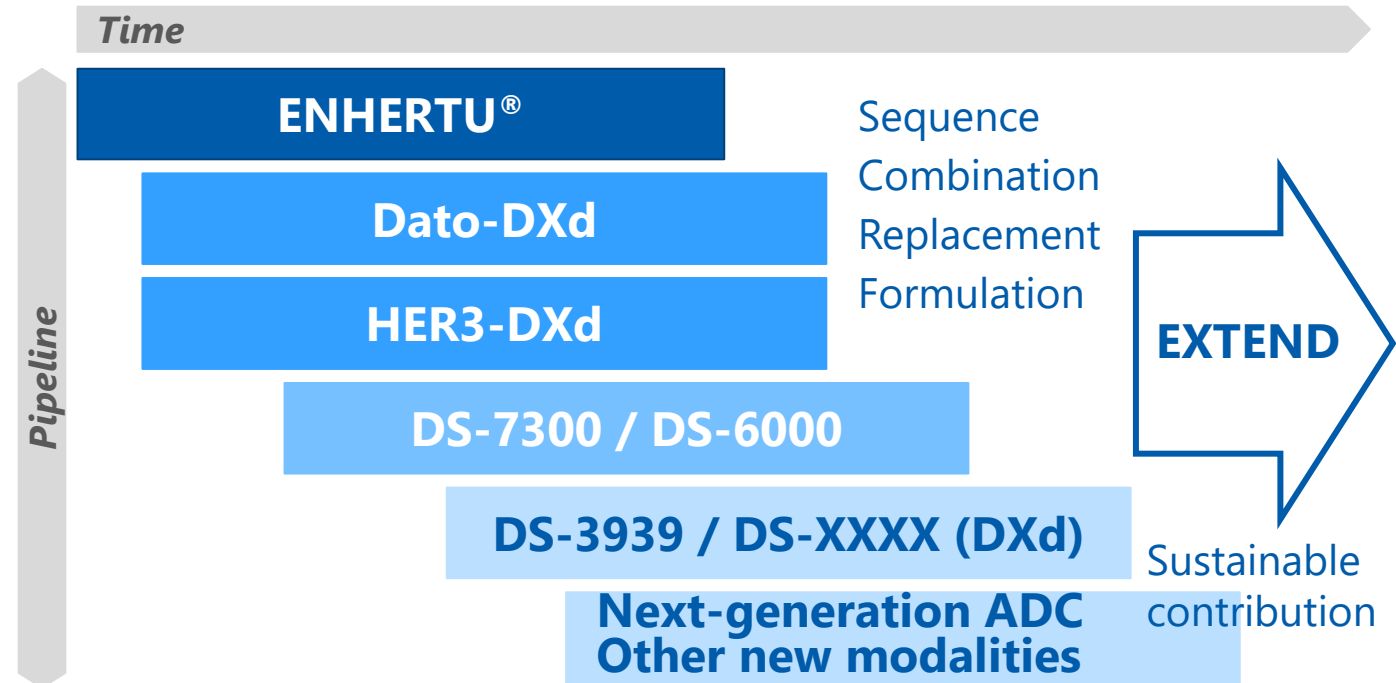 Time
Pipeline
ENHERTU®
Dato-DXd
HER3-DXd
DS-7300 / DS-6000
DS-3939 / DS-XXXX (DXd)
Next-generation ADC
Other new modalities
Sequence
Combination
Replacement
Formulation
EXTEND
Sustainable
contribution